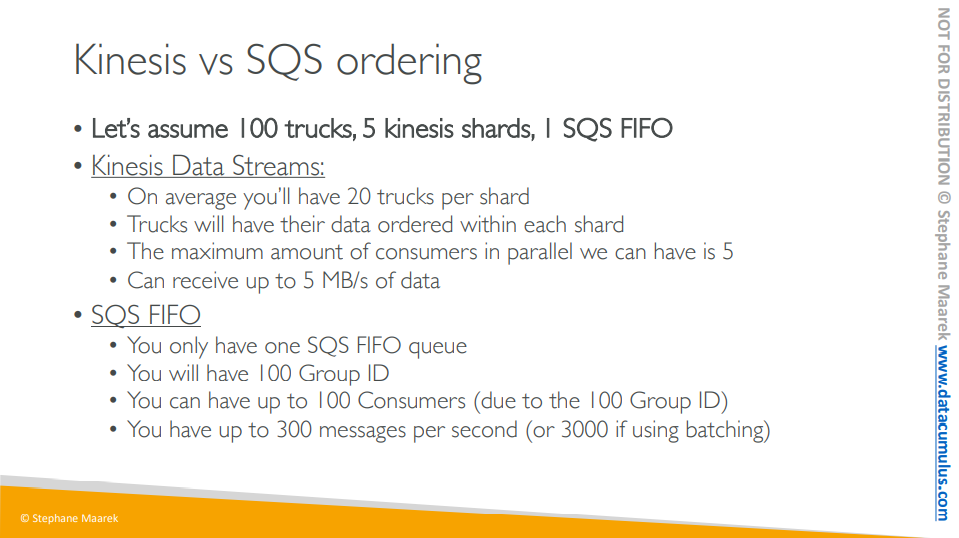 Kinesis vs SQS ordering
• Let's assume 100 trucks, 5 kinesis shards, 1 SQS FIFO
• Kinesis Data Streams:
• On average you'll have 20 trucks per shard
• Trucks will have their data ordered within each shard
• The maximum amount of consumers in parallel we can have is 5
• Can receive up to 5 MB/s of data
• SQS FIFO
• You only have one SQS FIFO queue
• You will have 100 Group ID
• You can have up to 100 Consumers (due to the 100 Group ID)
• You have up to 300 messages per second (or 3000 if using batching)
© Stephane Maarek
NOT FOR DISTRIBUTION © Stephane Maarek www.datacumulus.com